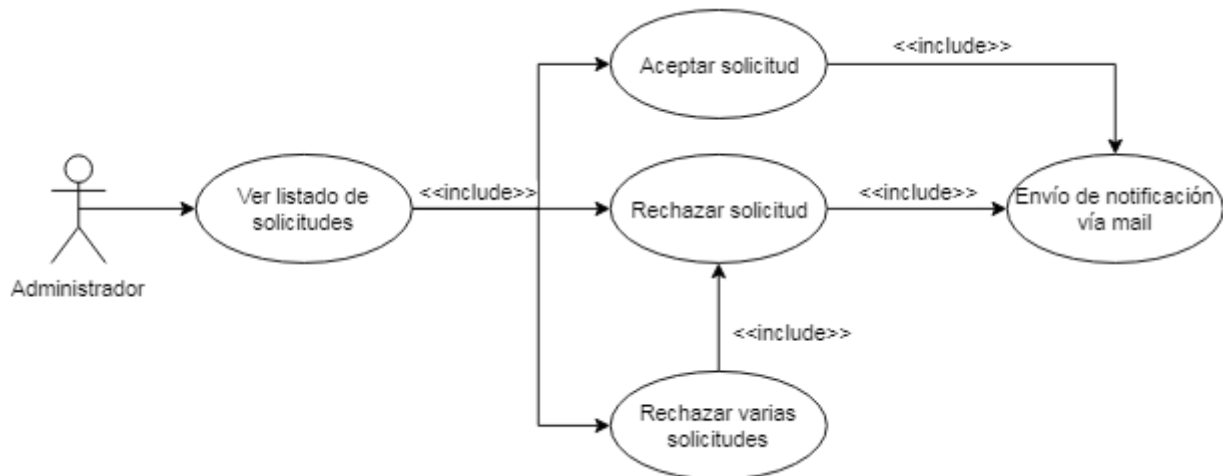 Aceptar solicitud
<<include>>
Ver listado de
solicitudes
<<include>>
Rechazar solicitud
<<include>>
Envío de notificación
vía mail
Administrador
<<include>>
Rechazar varias
solicitudes